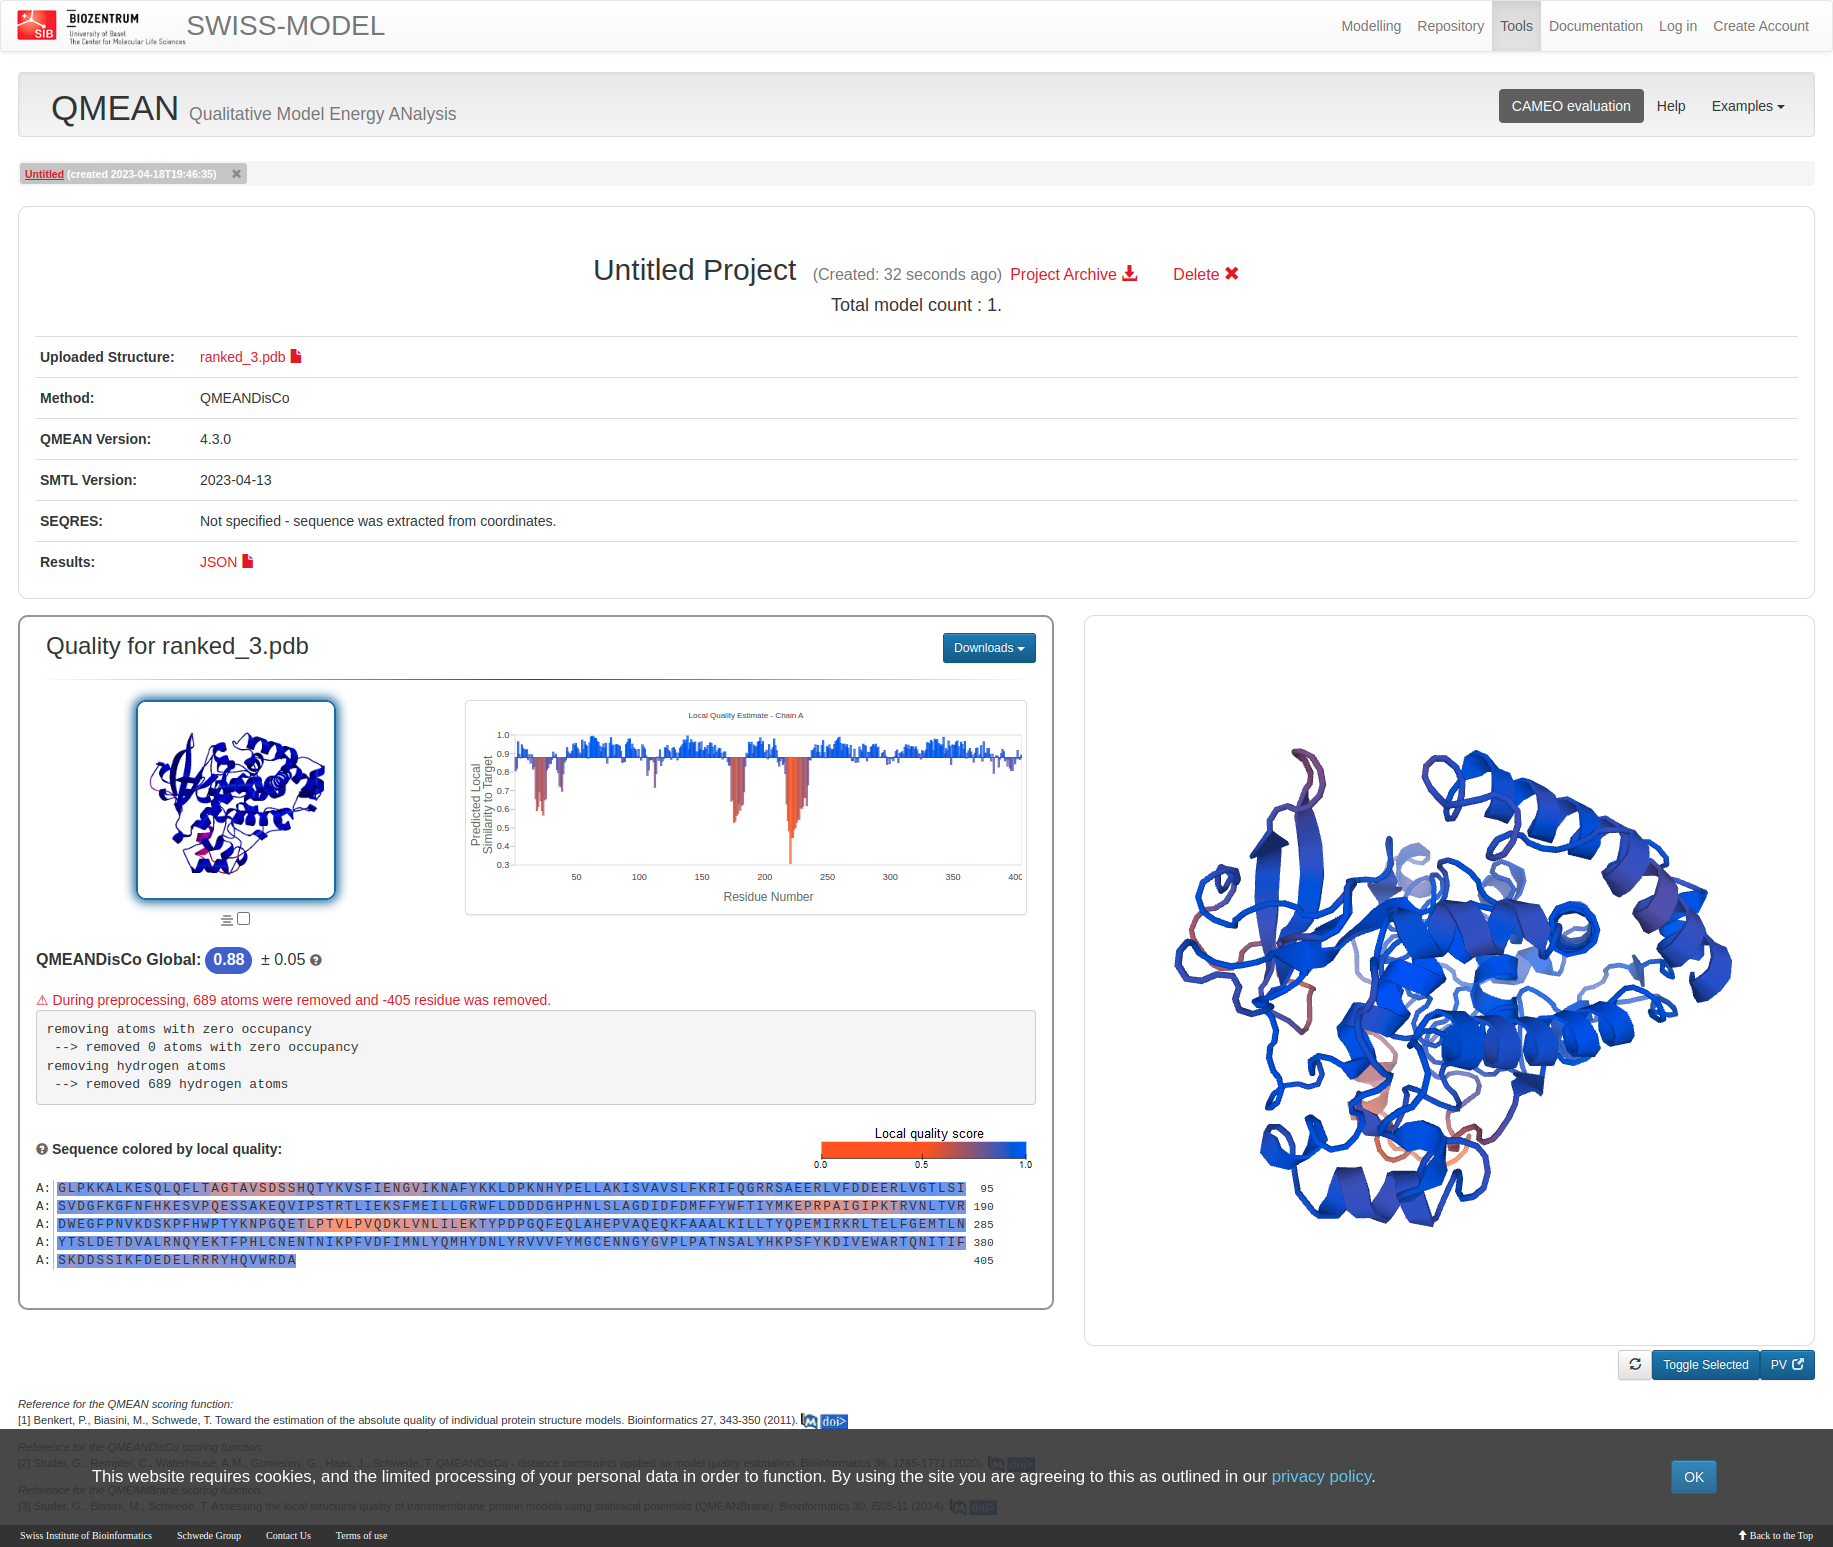 SIB
BIOZENTRUM
University of Basel
The Center for Molecular Life Sciences
SWISS-MODEL
Modelling Repository Tools Documentation Log in Create Account
QMEAN Qualitative Model Energy ANalysis
CAMEO evaluation Help Examples
Untitled (created 2023-04-18T19:46:35) ✖
Untitled Project (Created: 32 seconds ago) Project Archive Delete ✖
Total model count : 1.
Uploaded Structure: ranked_3.pdb
Method: QMEANDisCo
QMEAN Version: 4.3.0
SMTL Version: 2023-04-13
SEQRES: Not specified - sequence was extracted from coordinates.
Results: JSON
Quality for ranked_3.pdb
Downloads
Local Quality Estimate - Chain A
Predicted Local
Similarity to Target
1.0
0.9
0.8
0.7
0.6
0.5
0.4
0.3
50 100 150 200 250 300 350 400
Residue Number
QMEANDisCo Global: 0.88 ± 0.05
⚠ During preprocessing, 689 atoms were removed and -405 residue was removed.
removing atoms with zero occupancy
--> removed 0 atoms with zero occupancy
removing hydrogen atoms
--> removed 689 hydrogen atoms
Sequence colored by local quality:
Local quality score
0.0 0.5 1.0
A: GLPKKALKESQLQFLTAGTAVSDSSHQTYKVSFIENGVIKNAFYKKLDPKNHYPELLAKISVAVSLFKRIFQGRRSAEERLVFDDEERLVGTLSI 95
A: SVDGFKGFNFHKESVPQESSAKEQVIPSTRTLIEKSFMEILLGRWFLDDDDGHPHNLSLAGDIDFDMFFYWFTIYMKEPRPAIGIPKTRVNLTVR 190
A: DWEGFPNVKDSKPFHWPTYKNPGQETLPTVLPVQDKLVNLILEKTYPDPGQFEQLAHEPVAQEQKFAAALKILLTYQPEMIRKRLTELFGEMTLN 285
A: YTSLDETDVALRNQYEKTFPHLCNENTNIKPFVDFIMNLYQMHYDNLYRVVVFYMGCENNGYGVPLPATNSALYHKPSFYKDIVEWARTQNITIF 380
A: SKDDSSIKFDEDELRRRYHQVWRDA 405
Toggle Selected PV
Reference for the QMEAN scoring function:
[1] Benkert, P., Biasini, M., Schwede, T. Toward the estimation of the absolute quality of individual protein structure models. Bioinformatics 27, 343-350 (2011). doi>
Reference for the QMEANDisCo scoring function:
[2] Studer, G., Rempfer, C., Waterhouse, A.M., Gumienny, G., Haas, J., Schwede, T. QMEANDisCo - distance constraints applied on model quality estimation. Bioinformatics 36, 1765-1771 (2020). doi>
This website requires cookies, and the limited processing of your personal data in order to function. By using the site you are agreeing to this as outlined in our privacy policy.
OK
Reference for the QMEANBrane scoring function:
[3] Studer, G., Biasini, M., Schwede, T. Assessing the local structural quality of transmembrane protein models using statistical potentials (QMEANBrane). Bioinformatics 30, i505-11 (2014). doi>
Swiss Institute of Bioinformatics Schwede Group Contact Us Terms of use Back to the Top